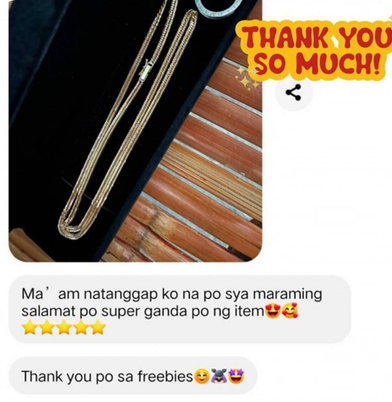 THANK YOU
SO MUCH!
Ma’am natanggap ko na po sya maraming
salamat po super ganda po ng item😍🥰
⭐⭐⭐⭐⭐
Thank you po sa freebies☺️🐭🤩